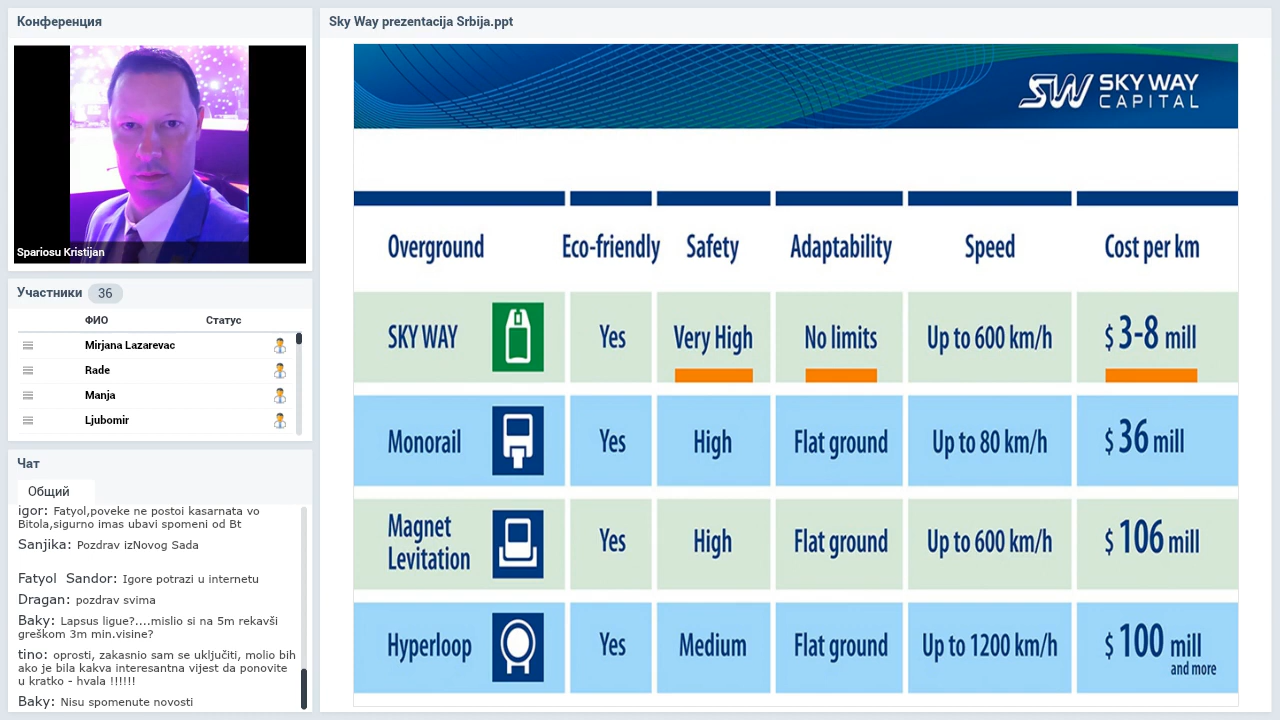 Конференция
Spariosu Kristijan
Участники 36
ФИО Статус
Mirjana Lazarevac
Rade
Manja
Ljubomir
Чат
Общий
igor: Fatyol,poveke ne postoi kasarnata vo
Bitola,sigurno imas ubavi spomeni od Bt
Sanjika: Pozdrav izNovog Sada
Fatyol Sandor: Igore potrazi u internetu
Dragan: pozdrav svima
Baky: Lapsus ligue?....mislio si na 5m rekavši
greškom 3m min.visine?
tino: oprosti, zakasnio sam se uključiti, molio bih
ako je bila kakva interesantna vijest da ponovite
u kratko - hvala !!!!!!
Baky: Nisu spomenute novosti
Sky Way prezentacija Srbija.ppt
SW SKY WAY
CAPITAL
Overground Eco-friendly Safety Adaptability Speed Cost per km
SKY WAY Yes Very High No limits Up to 600 km/h $ 3-8 mill
Monorail Yes High Flat ground Up to 80 km/h $ 36 mill
Magnet
Levitation Yes High Flat ground Up to 600 km/h $ 106 mill
Hyperloop Yes Medium Flat ground Up to 1200 km/h $ 100 mill
and more